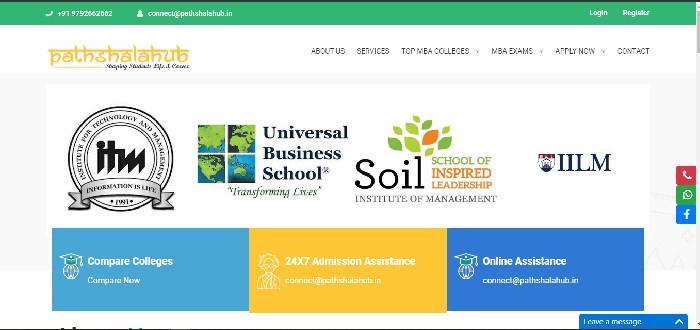 +91 9792662662 connect@pathshalahub.in Login Register
pathshalahub
Shaping Students Life & Career
ABOUT US SERVICES TOP MBA COLLEGES MBA EXAMS APPLY NOW CONTACT
INSTITUTE FOR TECHNOLOGY AND MANAGEMENT
itm
INFORMATION IS LIFE
• 1991 •
Universal
Business
School®
"Transforming Lives"
Soil SCHOOL OF
INSPIRED
LEADERSHIP
INSTITUTE OF MANAGEMENT
IILM
Compare Colleges
Compare Now
24X7 Admission Assistance
connect@pathshalahub.in
Online Assistance
connect@pathshalahub.in
Leave a message